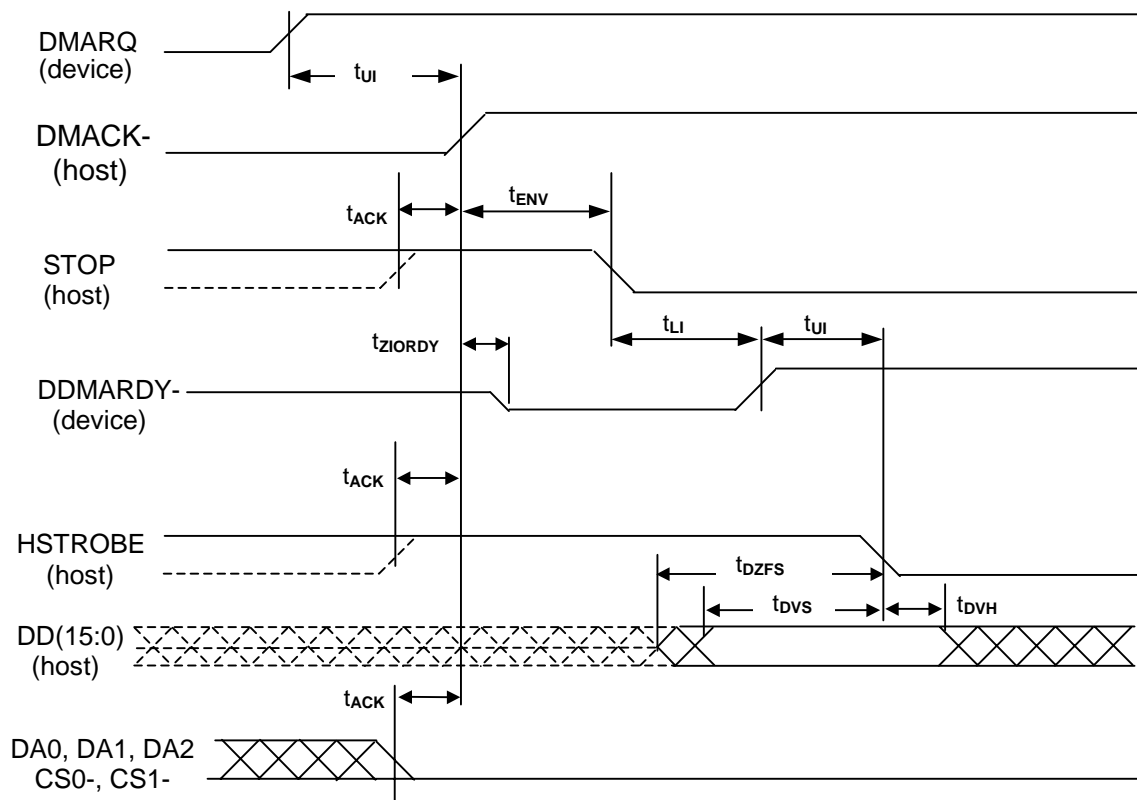 DMARQ
(device)
tUI
DMACK-
(host)
tACK
tENV
STOP
(host)
tZIORDY
tLI
tUI
DDMARDY-
(device)
tACK
HSTROBE
(host)
tDZFS
tDVS
tDVH
DD(15:0)
(host)
tACK
DA0, DA1, DA2
CS0-, CS1-